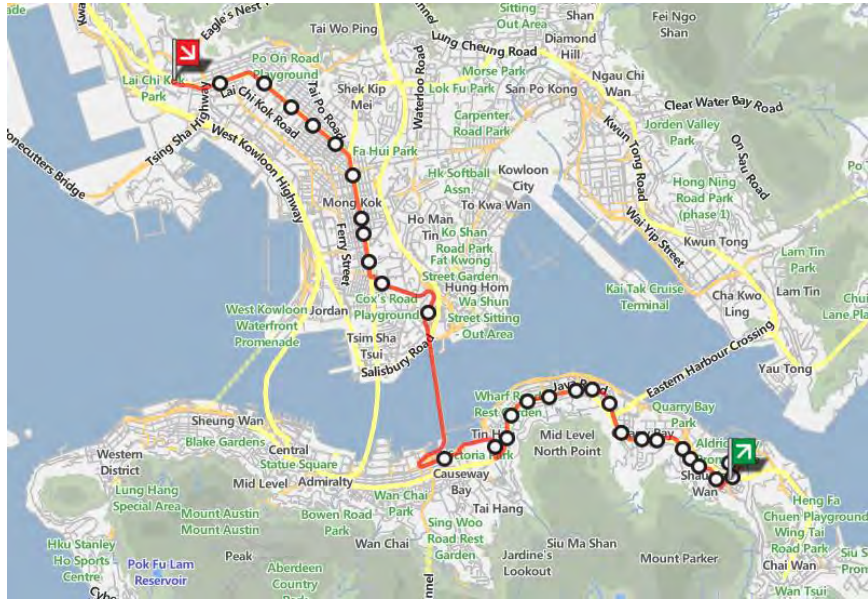 Kwa
Eagle's Nest
Tai Wo Ping
Sitting
Out Area
Shan
Diamond
Hill
Fei Ngo
Shan
Lung Cheung Road
Po On Road
Playground
Lai Chi Kok
Park
Tai Po Road
Shek Kip
Mei
Waterloo Road
Lok Fu Park
Morse Park
San Po Kong
Ngau Chi
Wan
Clear Water Bay Road
Lai Chi Kok Road
Tsing Sha Highway
Carpenter
Road Park
Kwun Tong Road
Jorden Valley
Park
On Sau Road
onecutters Bridge
West Kowloon Highway
Fa Hui Park
Hk Softball
Assn.
Kowloon
City
Hong Ning
Road Park
(phase 1)
Mong Kok
To Kwa Wan
Ho Man
Tin
Ko Shan
Road Park
Fat Kwong
Street Garden
Wai Yip Street
Kwun Tong
Lam Tin
Park
Ferry Street
Hung Hom
Wa Shun
Street Sitting
- Out Area
Kai Tak Cruise
Terminal
Cha Kwo
Ling
Lam Tin
Lane Plac
West Kowloon
Waterfront
Promenade
Jordan
Cox's Road
Playground
Tsim Sha
Tsui
Salisbury Road
Eastern Harbour Crossing
Yau Tong
Java Road
Wharf R
Rest Garden
Quarry Bay
Park
Sheung Wan
Blake Gardens
Central
Statue Square
Tin H
toria Park
Mid Level
North Point
Aldric
Western
District
Mid Level
Admiralty
Causeway
Bay
Shau
Wan
Lung Hang
Special Area
Mount Austin
Mount Austin
Bowen Road
Park
Wan Chai
Park
Tai Hang
Heng Fa
Chuen Playground
Wing Tai
Road Park
Hku Stanley
Ho Sports
Centre
Peak
Wan Chai
Sing Woo
Road Rest
Garden
Siu Ma Shan
Jardine's
Lookout
Mount Parker
Chai Wan
Siu S
Pok Fu Lam
Reservoir
Aberdeen
Country
Park
nnel
Wan Tsui
Park
Cybe